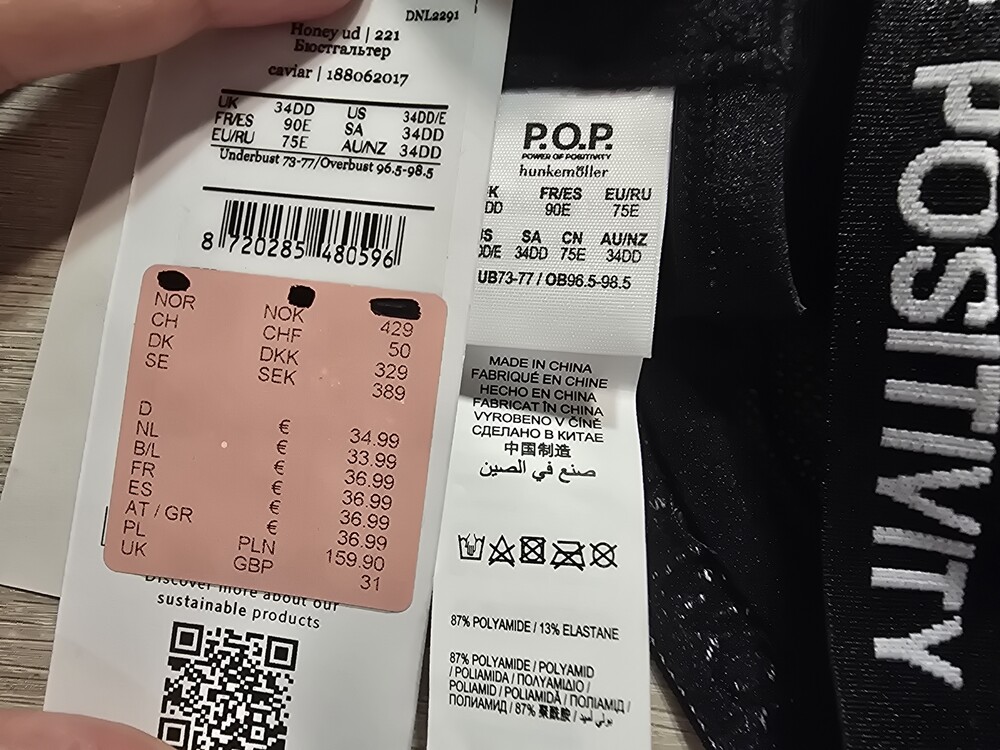 DNL2291
Honey ud | 221
Бюстгальтер
caviar | 188062017
UK 34DD US 34DD/E
FR/ES 90E SA 34DD
EU/RU 75E AU/NZ 34DD
Underbust 73-77/Overbust 96.5-98.5
8 720285 480596
NOR NOK 429
CH CHF 50
DK DKK 329
SE SEK 389
D € 34.99
NL € 33.99
B/L € 36.99
FR € 36.99
ES € 36.99
AT / GR € 36.99
PL PLN 159.90
UK GBP 31
Discover more about our
sustainable products
P.O.P.
POWER OF POSITIVITY
hunkemöller
K FR/ES EU/RU
DD 90E 75E
SA CN AU/NZ
DD/E 34DD 75E 34DD
UB73-77 / OB96.5-98.5
MADE IN CHINA
FABRIQUÉ EN CHINE
HECHO EN CHINA
FABRICAT ÎN CHINA
VYROBENO V ČÍNĚ
СДЕЛАНО В КИТАЕ
中国制造
صنع في الصين
87% POLYAMIDE / 13% ELASTANE
87% POLYAMIDE / POLYAMID
/ POLIAMIDA / ΠΟΛΥΑΜΙΔΙΟ /
POLIAMID / POLIAMIDĂ / ПОЛІАМІД /
ПОЛИАМИД / 87% 聚酰胺 / بولي أميد /
POSITIVITY